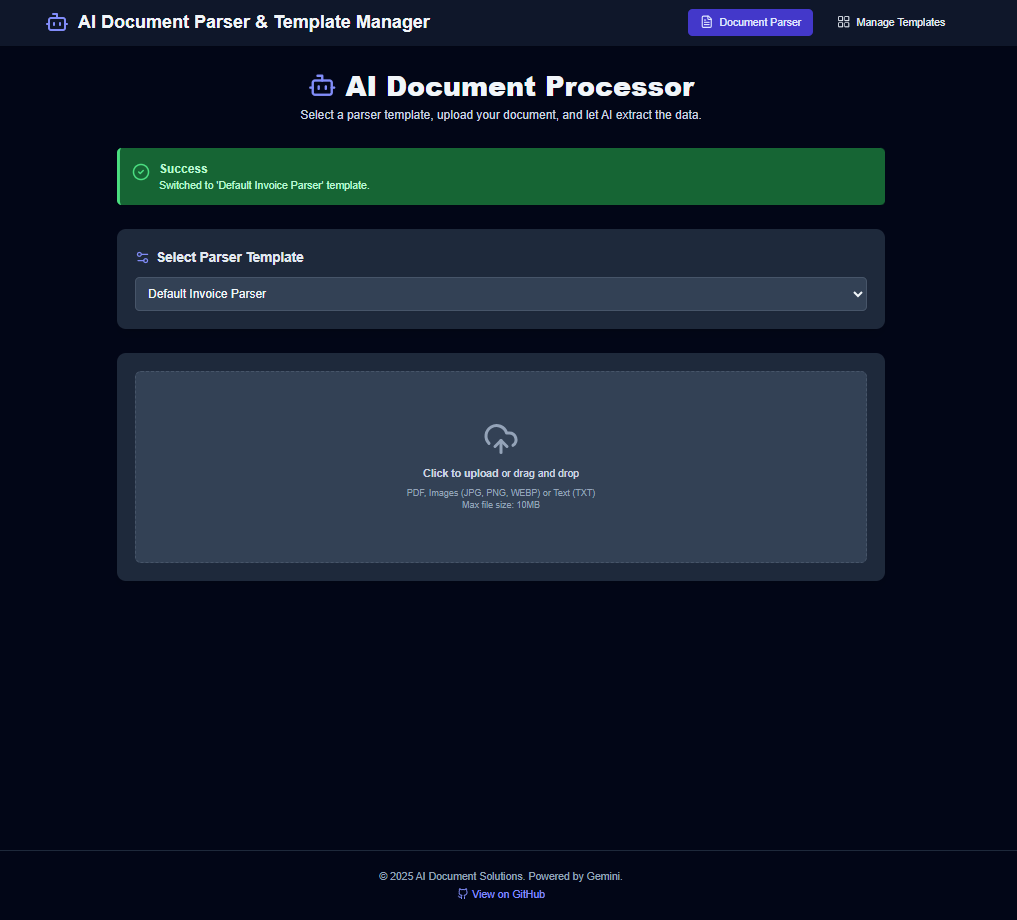 AI Document Parser & Template Manager
Document Parser
Manage Templates
AI Document Processor
Select a parser template, upload your document, and let AI extract the data.
Success
Switched to 'Default Invoice Parser' template.
Select Parser Template
Default Invoice Parser
Click to upload or drag and drop
PDF, Images (JPG, PNG, WEBP) or Text (TXT)
Max file size: 10MB
© 2025 AI Document Solutions. Powered by Gemini.
View on GitHub